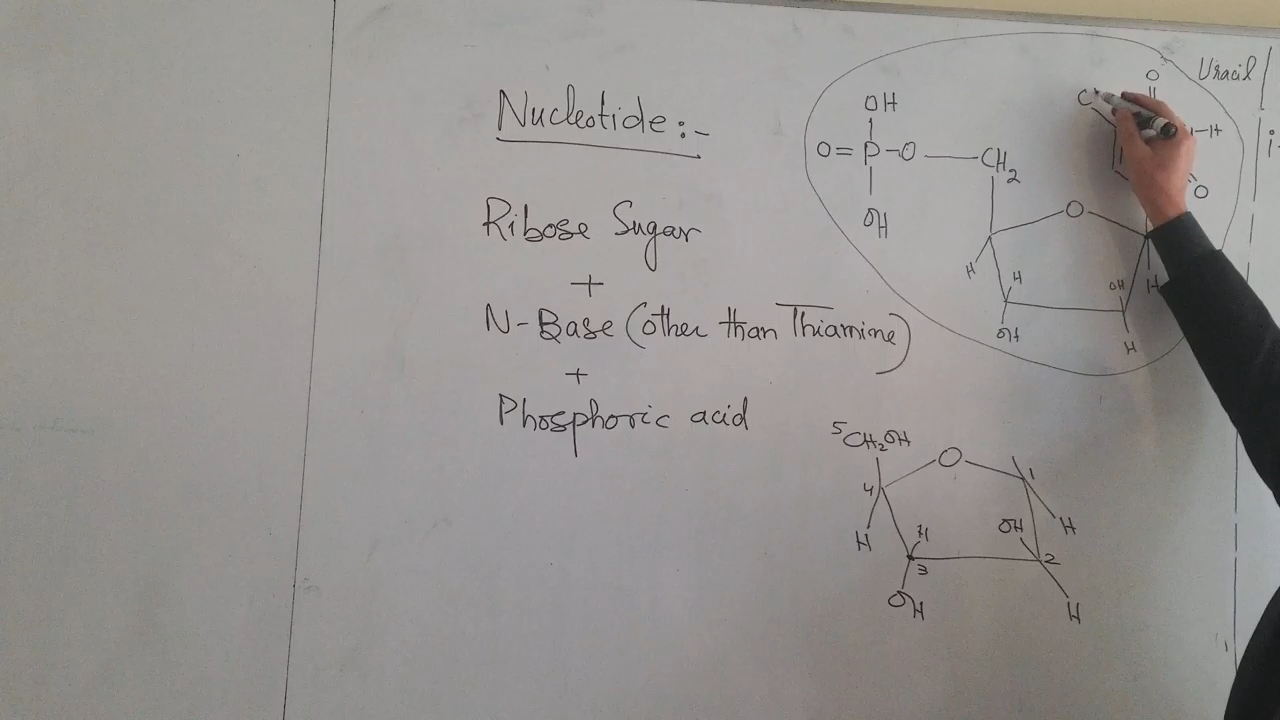 Nucleotide:-
Ribose Sugar
+
N-Base (other than Thiamine)
+
Phosphoric acid
OH
O=P-O — CH2
OH
O
H
H
OH
OH
H
H
O
C
-H
O
Uracil
5CH2OH
O
4
1
H
H
OH
H
3
2
OH
H